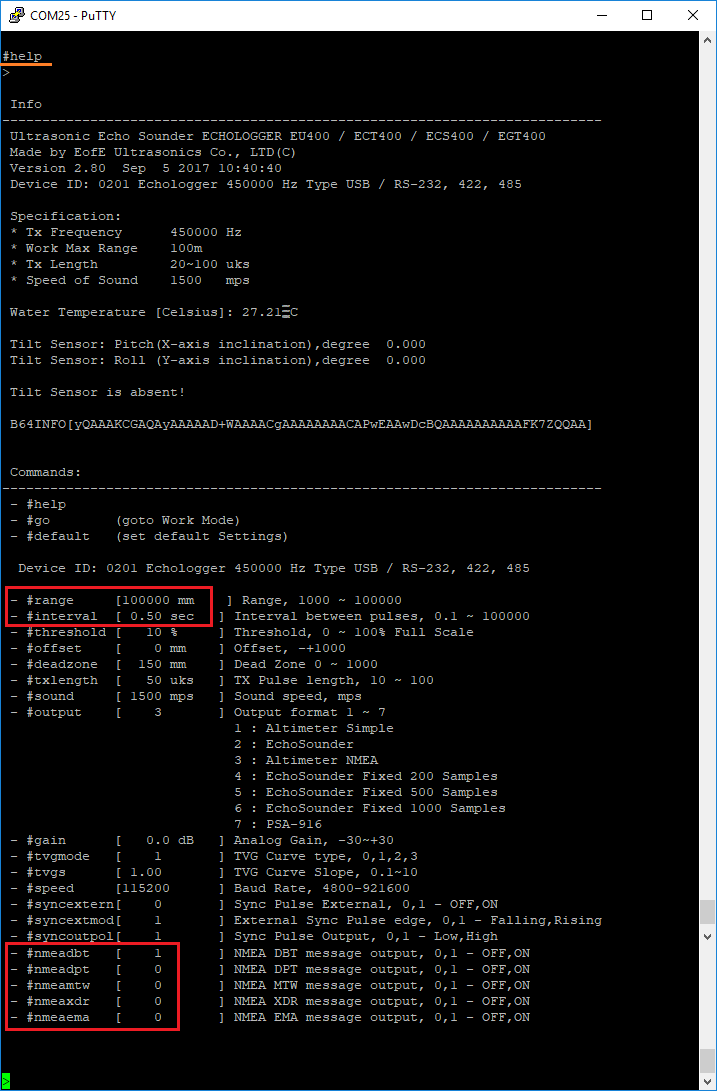 COM25 - PuTTY
#help
>
Info
---------------------------------------------------------------------------
Ultrasonic Echo Sounder ECHOLOGGER EU400 / ECT400 / ECS400 / EGT400
Made by EofE Ultrasonics Co., LTD(C)
Version 2.80  Sep  5 2017 10:40:40
Device ID: 0201 Echologger 450000 Hz Type USB / RS-232, 422, 485
Specification:
* Tx Frequency      450000 Hz
* Work Max Range    100m
* Tx Length         20~100 uks
* Speed of Sound    1500   mps
Water Temperature [Celsius]: 27.21 C
Tilt Sensor: Pitch(X-axis inclination),degree  0.000
Tilt Sensor: Roll (Y-axis inclination),degree  0.000
Tilt Sensor is absent!
B64INFO[yQAAAKCGAQAyAAAAAD+WAAAACgAAAAAAAACAPwEAAwDcBQAAAAAAAAAAFK7ZQQAA]
Commands:
---------------------------------------------------------------------------
- #help
- #go        (goto Work Mode)
- #default   (set default Settings)
Device ID: 0201 Echologger 450000 Hz Type USB / RS-232, 422, 485
- #range     [100000 mm    ] Range, 1000 ~ 100000
- #interval  [ 0.50 sec   ] Interval between pulses, 0.1 ~ 100000
- #threshold [   10 %     ] Threshold, 0 ~ 100% Full Scale
- #offset    [    0 mm    ] Offset, -+1000
- #deadzone  [  150 mm    ] Dead Zone 0 ~ 1000
- #txlength  [   50 uks   ] TX Pulse length, 10 ~ 100
- #sound     [ 1500 mps   ] Sound speed, mps
- #output    [    3       ] Output format 1 ~ 7
1 : Altimeter Simple
2 : EchoSounder
3 : Altimeter NMEA
4 : EchoSounder Fixed 200 Samples
5 : EchoSounder Fixed 500 Samples
6 : EchoSounder Fixed 1000 Samples
7 : PSA-916
- #gain      [   0.0 dB   ] Analog Gain, -30~+30
- #tvgmode   [    1       ] TVG Curve type, 0,1,2,3
- #tvgs      [ 1.00       ] TVG Curve Slope, 0.1~10
- #speed     [115200      ] Baud Rate, 4800-921600
- #syncextern[    0       ] Sync Pulse External, 0,1 - OFF,ON
- #syncextmod[    1       ] External Sync Pulse edge, 0,1 - Falling,Rising
- #syncoutpol[    1       ] Sync Pulse Output, 0,1 - Low,High
- #nmeadbt   [    1       ] NMEA DBT message output, 0,1 - OFF,ON
- #nmeadpt   [    0       ] NMEA DPT message output, 0,1 - OFF,ON
- #nmeamtw   [    0       ] NMEA MTW message output, 0,1 - OFF,ON
- #nmeaxdr   [    0       ] NMEA XDR message output, 0,1 - OFF,ON
- #nmeaema   [    0       ] NMEA EMA message output, 0,1 - OFF,ON
>